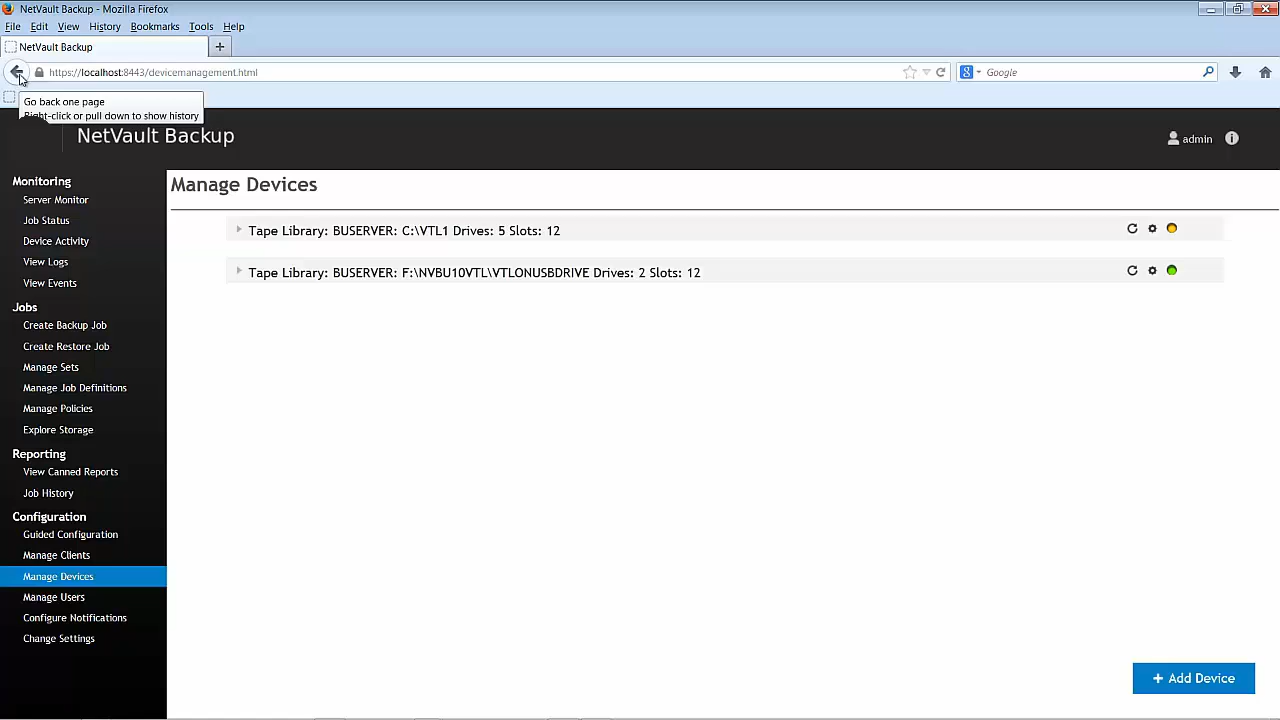 NetVault Backup - Mozilla Firefox
File Edit View History Bookmarks Tools Help
NetVault Backup
https://localhost:8443/devicemanagement.html
Google
Go back one page
Right-click or pull down to show history
NetVault Backup
admin
Monitoring
Server Monitor
Job Status
Device Activity
View Logs
View Events
Jobs
Create Backup Job
Create Restore Job
Manage Sets
Manage Job Definitions
Manage Policies
Explore Storage
Reporting
View Canned Reports
Job History
Configuration
Guided Configuration
Manage Clients
Manage Devices
Manage Users
Configure Notifications
Change Settings
Manage Devices
Tape Library: BUSERVER: C:\VTL1 Drives: 5 Slots: 12
Tape Library: BUSERVER: F:\NVBU10VTL\VTLONUSBDRIVE Drives: 2 Slots: 12
+ Add Device